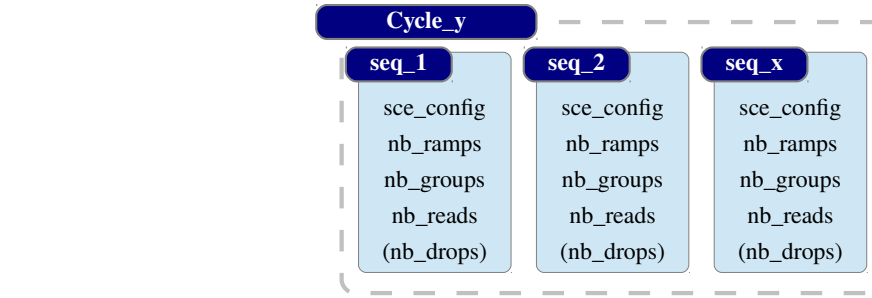 Cycle_y
seq_1
sce_config
nb_ramps
nb_groups
nb_reads
(nb_drops)
seq_2
sce_config
nb_ramps
nb_groups
nb_reads
(nb_drops)
seq_x
sce_config
nb_ramps
nb_groups
nb_reads
(nb_drops)